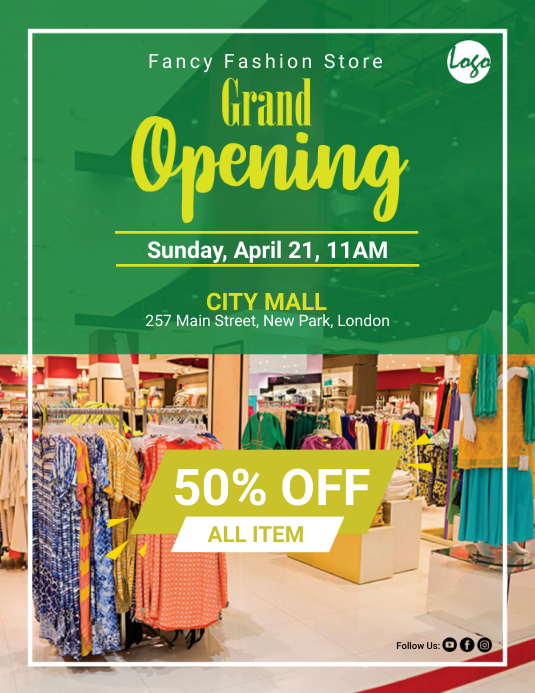 Fancy Fashion Store
Logo
Grand
Opening
Sunday, April 21, 11AM
CITY MALL
257 Main Street, New Park, London
50% OFF
ALL ITEM
Follow Us: